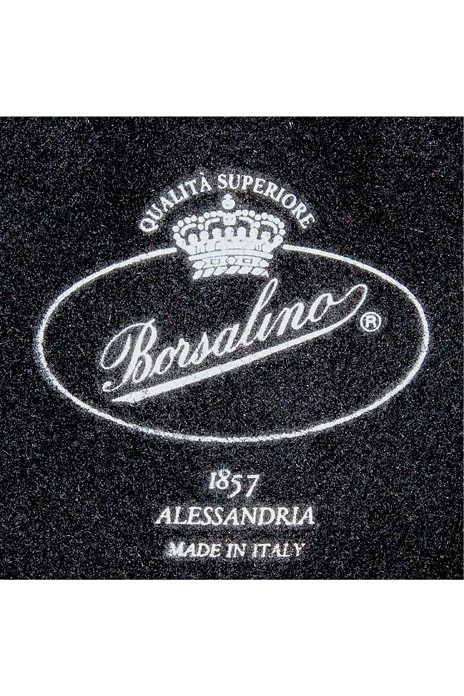 QUALITÀ SUPERIORE
Borsalino ®
1857
ALESSANDRIA
MADE IN ITALY